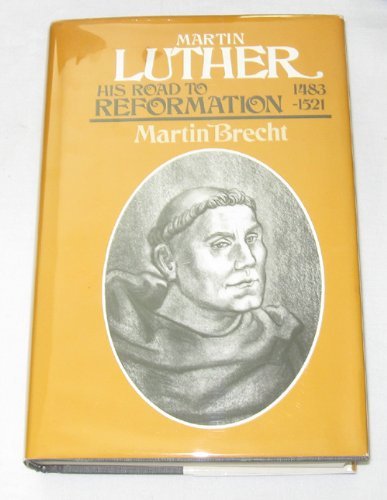 MARTIN
LUTHER
HIS ROAD TO
REFORMATION
1483
-1521
Martin Brecht